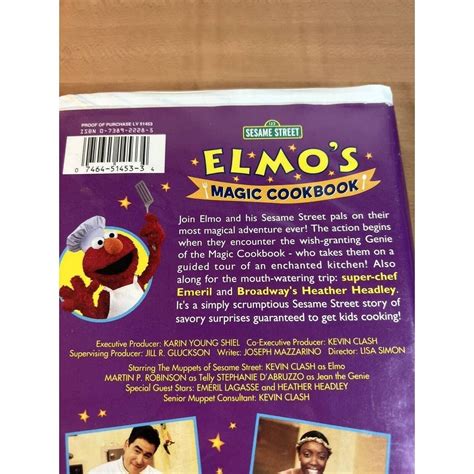 PROOF OF PURCHASE LV 51453
ISBN 0-7389-2228-3
0 7464-51453-3 4
123
SESAME STREET
ELMO'S
MAGIC COOKBOOK
Join Elmo and his Sesame Street pals on their
most magical adventure ever! The action begins
when they encounter the wish-granting Genie
of the Magic Cookbook - who takes them on a
guided tour of an enchanted kitchen! Also
along for the mouth-watering trip: super-chef
Emeril and Broadway's Heather Headley.
It's a simply scrumptious Sesame Street story of
savory surprises guaranteed to get kids cooking!
Executive Producer: KARIN YOUNG SHIEL Co-Executive Producer: KEVIN CLASH
Supervising Producer: JILL R. GLUCKSON Writer: JOSEPH MAZZARINO Director: LISA SIMON
Starring The Muppets of Sesame Street: KEVIN CLASH as Elmo
MARTIN P. ROBINSON as Telly STEPHANIE D'ABRUZZO as Jean the Genie
Special Guest Stars: EMERIL LAGASSE and HEATHER HEADLEY
Senior Muppet Consultant: KEVIN CLASH